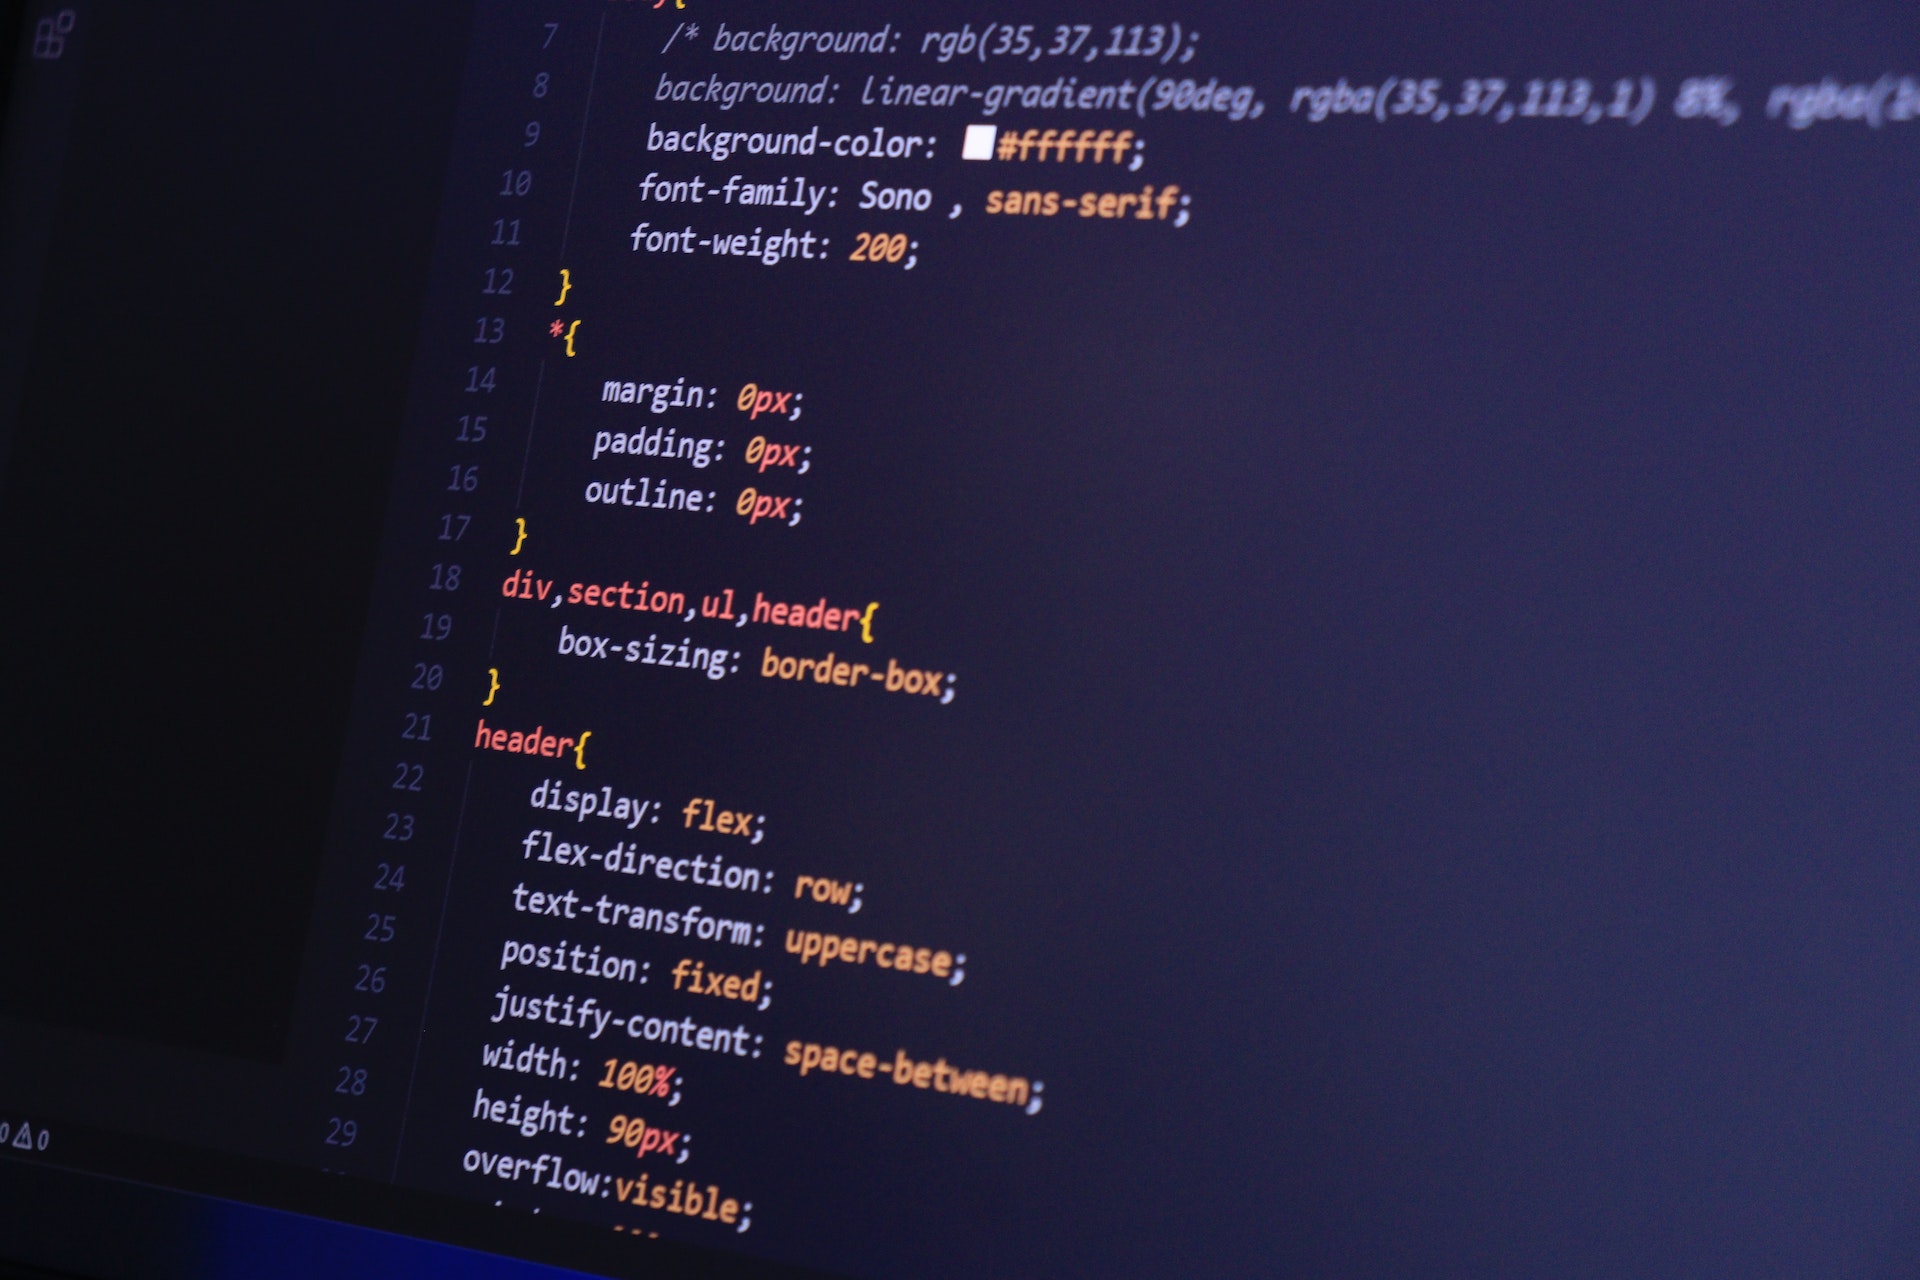 7 /* background: rgb(35,37,113);
8 background: linear-gradient(90deg, rgba(35,37,113,1) 8%, rgba(
9 background-color: #ffffff;
10 font-family: Sono , sans-serif;
11 font-weight: 200;
12 }
13 *{
14 margin: 0px;
15 padding: 0px;
16 outline: 0px;
17 }
18 div,section,ul,header{
19 box-sizing: border-box;
20 }
21 header{
22 display: flex;
23 flex-direction: row;
24 text-transform: uppercase;
25 position: fixed;
26 justify-content: space-between;
27 width: 100%;
28 height: 90px;
29 overflow:visible;
0 ⚠ 0